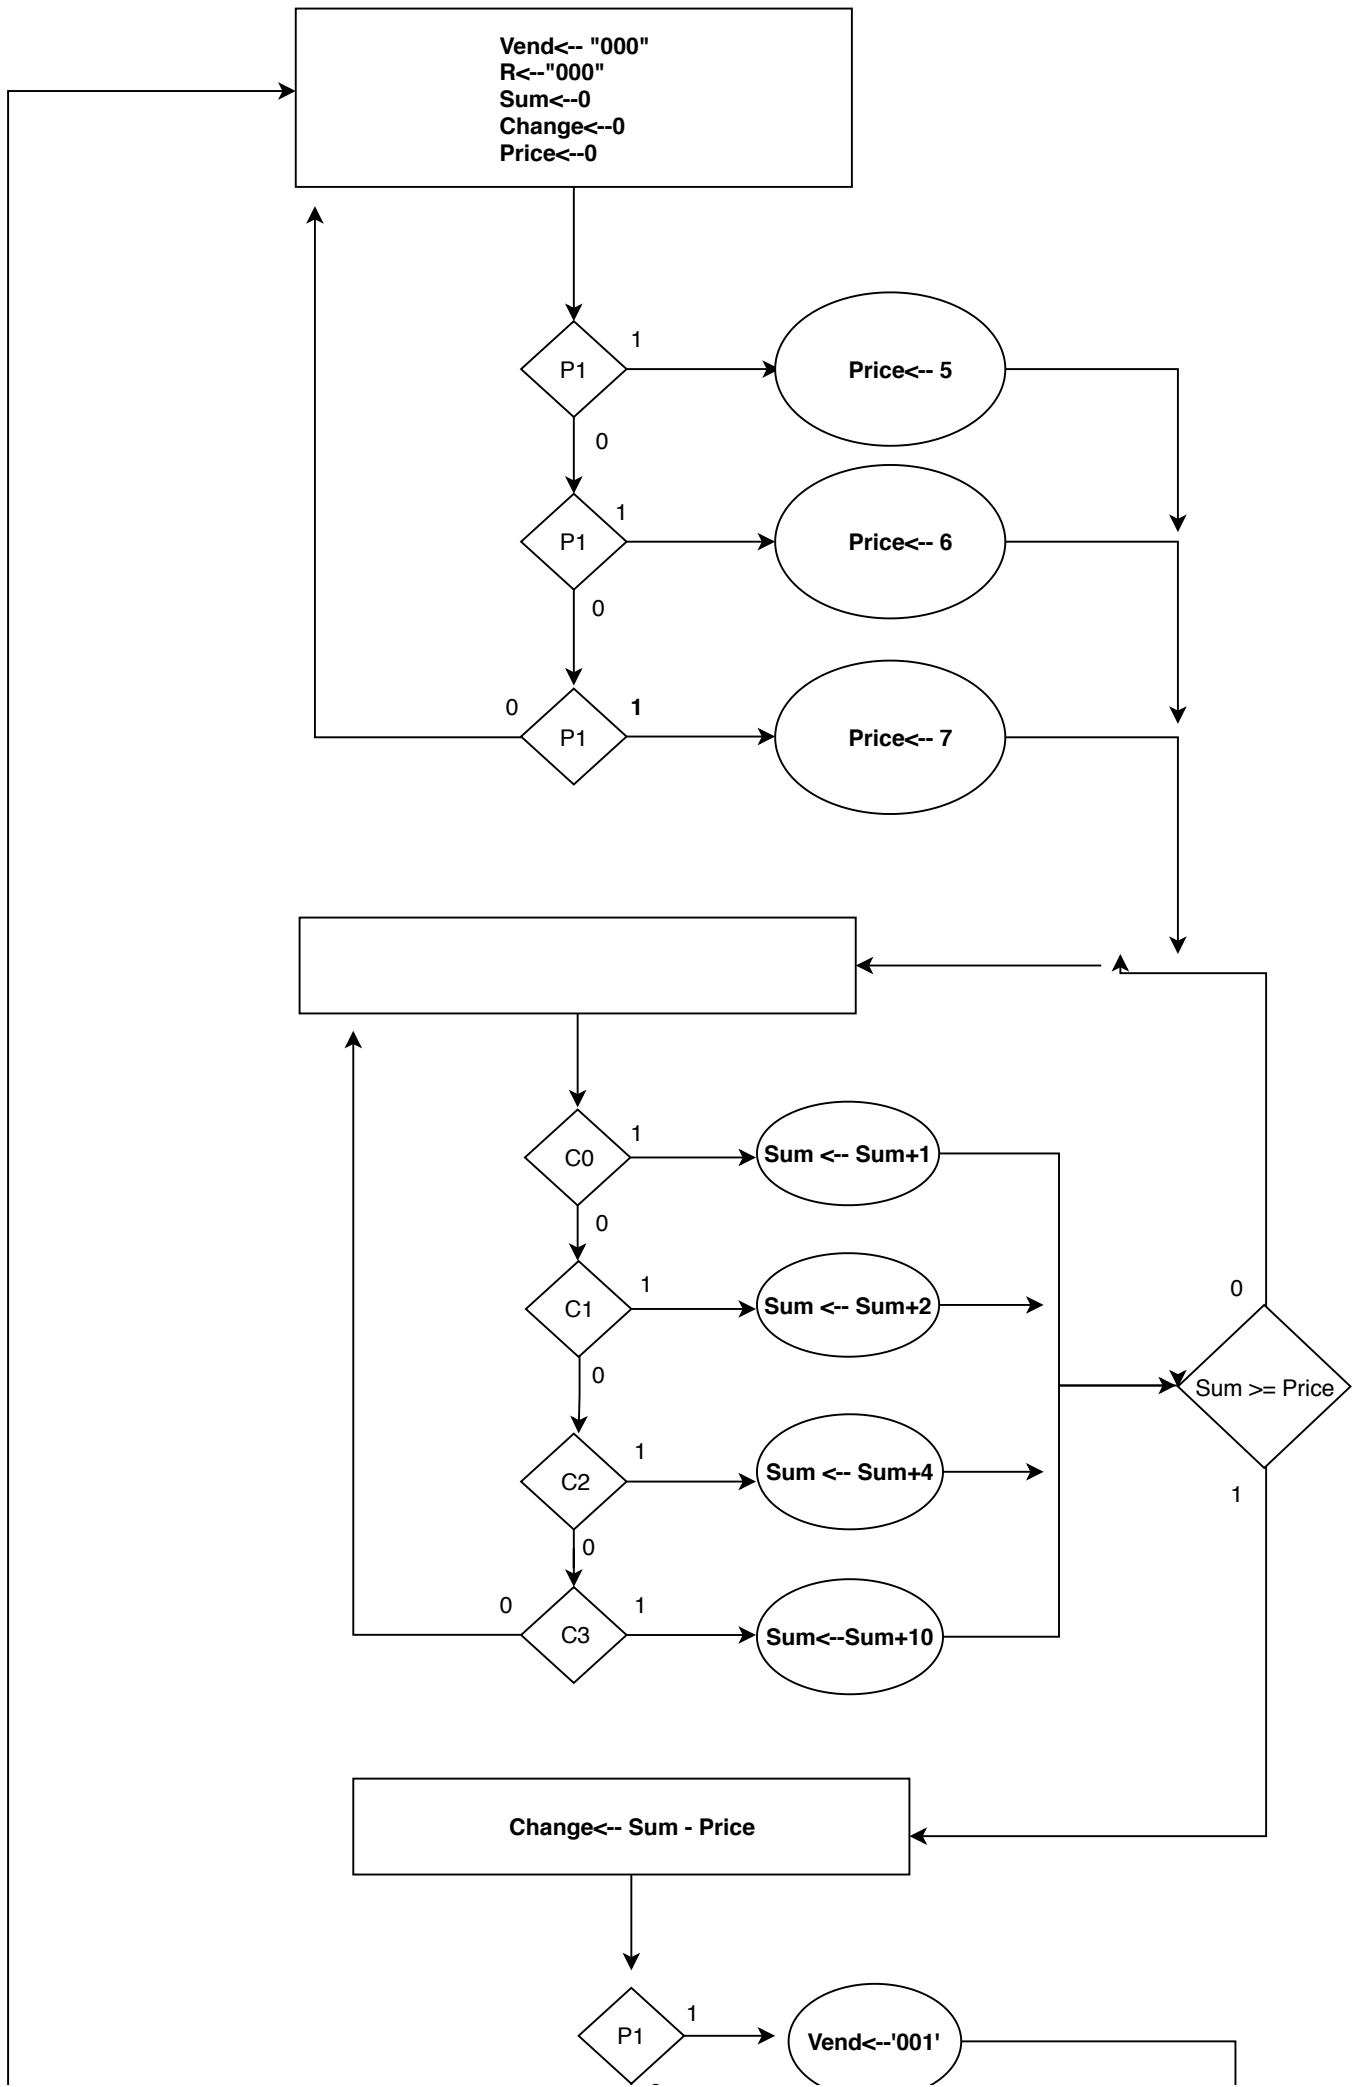 Vend<-- "000"
R<--"000"
Sum<--0
Change<--0
Price<--0
P1
1
Price<-- 5
0
P1
1
Price<-- 6
0
0
P1
1
Price<-- 7
C0
1
Sum <-- Sum+1
0
C1
1
Sum <-- Sum+2
0
0
Sum >= Price
1
C2
1
Sum <-- Sum+4
0
0
C3
1
Sum<--Sum+10
Change<-- Sum - Price
P1
1
Vend<--'001'